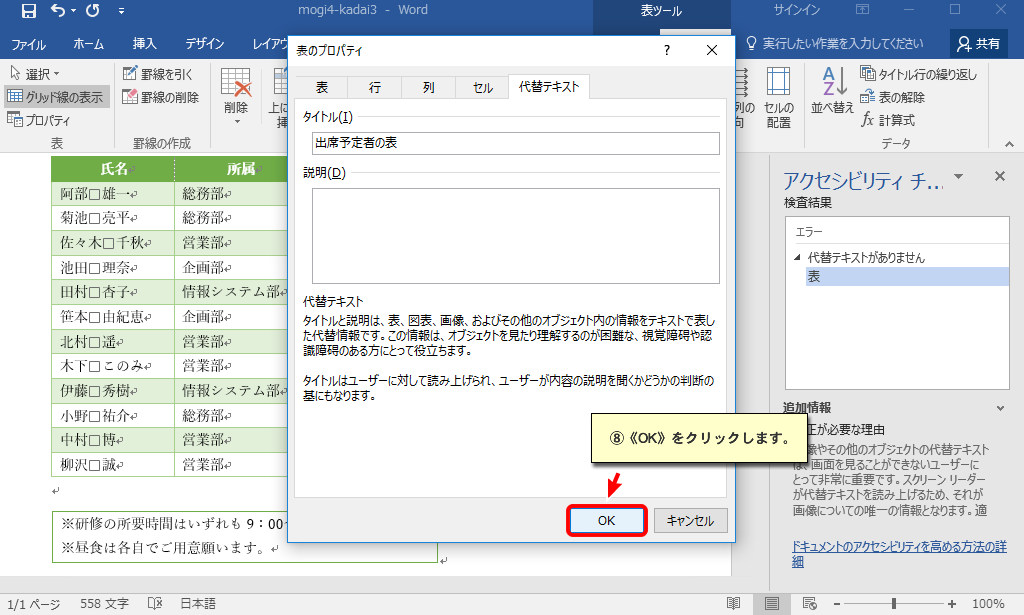 mogi4-kadai3 - Word
表ツール
サインイン
ファイル
ホーム
挿入
デザイン
レイアウ
実行したい作業を入力してください
共有
選択
グリッド線の表示
プロパティ
表
罫線を引く
罫線の削除
罫線の作成
削除
上に
挿
列の
セルの
配置
並べ替え
タイトル行の繰り返し
表の解除
計算式
データ
表のプロパティ
?
表
行
列
セル
代替テキスト
タイトル(I)
出席予定者の表
説明(D)
代替テキスト
タイトルと説明は、表、図表、画像、およびその他のオブジェクト内の情報をテキストで表し
た代替情報です。この情報は、オブジェクトを見たり理解するのが困難な、視覚障碍や認
識障碍のある方にとって役立ちます。
タイトルはユーザーに対して読み上げられ、ユーザーが内容の説明を聞くかどうかの判断の
基にもなります。
⑧《OK》をクリックします。
OK
キャンセル
氏名 所属
阿部□雄一 総務部
菊池□亮平 総務部
佐々木□千秋 営業部
池田□理奈 企画部
田村□杏子 情報システム部
笹本□由紀恵 企画部
北村□遥 営業部
木下□このみ 営業部
伊藤□秀樹 情報システム部
小野□祐介 総務部
中村□博 営業部
柳沢□誠 営業部
※研修の所要時間はいずれも 9：00
※昼食は各自でご用意願います。
アクセシビリティ チ...
検査結果
エラー
代替テキストがありません
表
追加情報
正が必要な理由
像やその他のオブジェクトの代替テキスト
は、画面を見ることができないユーザーに
とって非常に重要です。スクリーン リーダー
が代替テキストを読み上げるため、それが
画像についての唯一の情報となります。適
ドキュメントのアクセシビリティを高める方法の詳
細
1/1 ページ
558 文字
日本語
100%